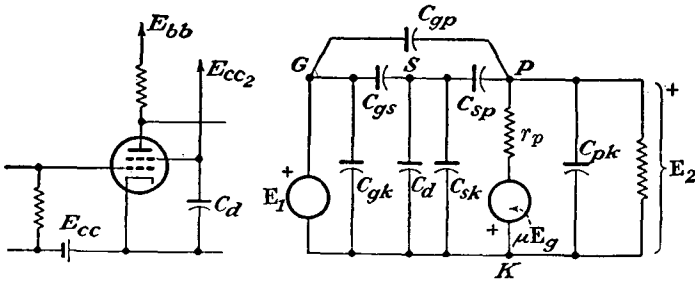 E_bb
E_cc2
C_d
E_cc
C_gp
G
S
P
C_gs
C_sp
r_p
+
E_1
C_gk
C_d
C_sk
C_pk
+
E_2
+
μE_g
K